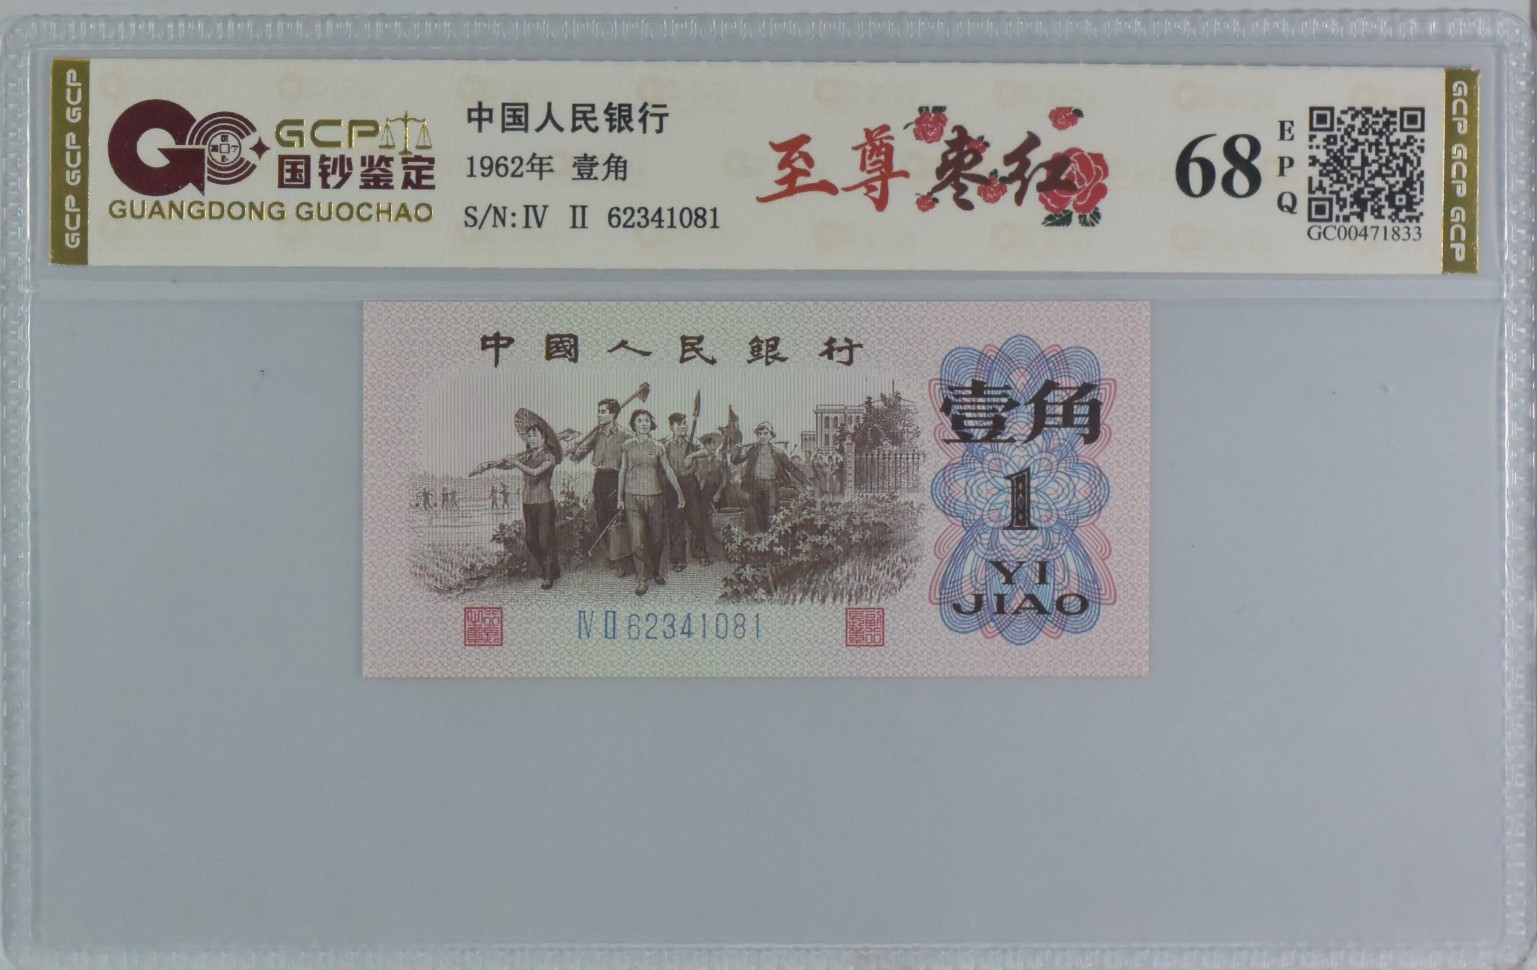 GCP GCP GCP
GCP
国钞鉴定
GUANGDONG GUOCHAO
中国人民银行
1962年 壹角
S/N: Ⅳ Ⅱ 62341081
至尊枣红
68
E
P
Q
GC00471833
GCP GCP GCP
中國人民銀行
壹角
1
YI
JIAO
Ⅳ Ⅱ 62341081